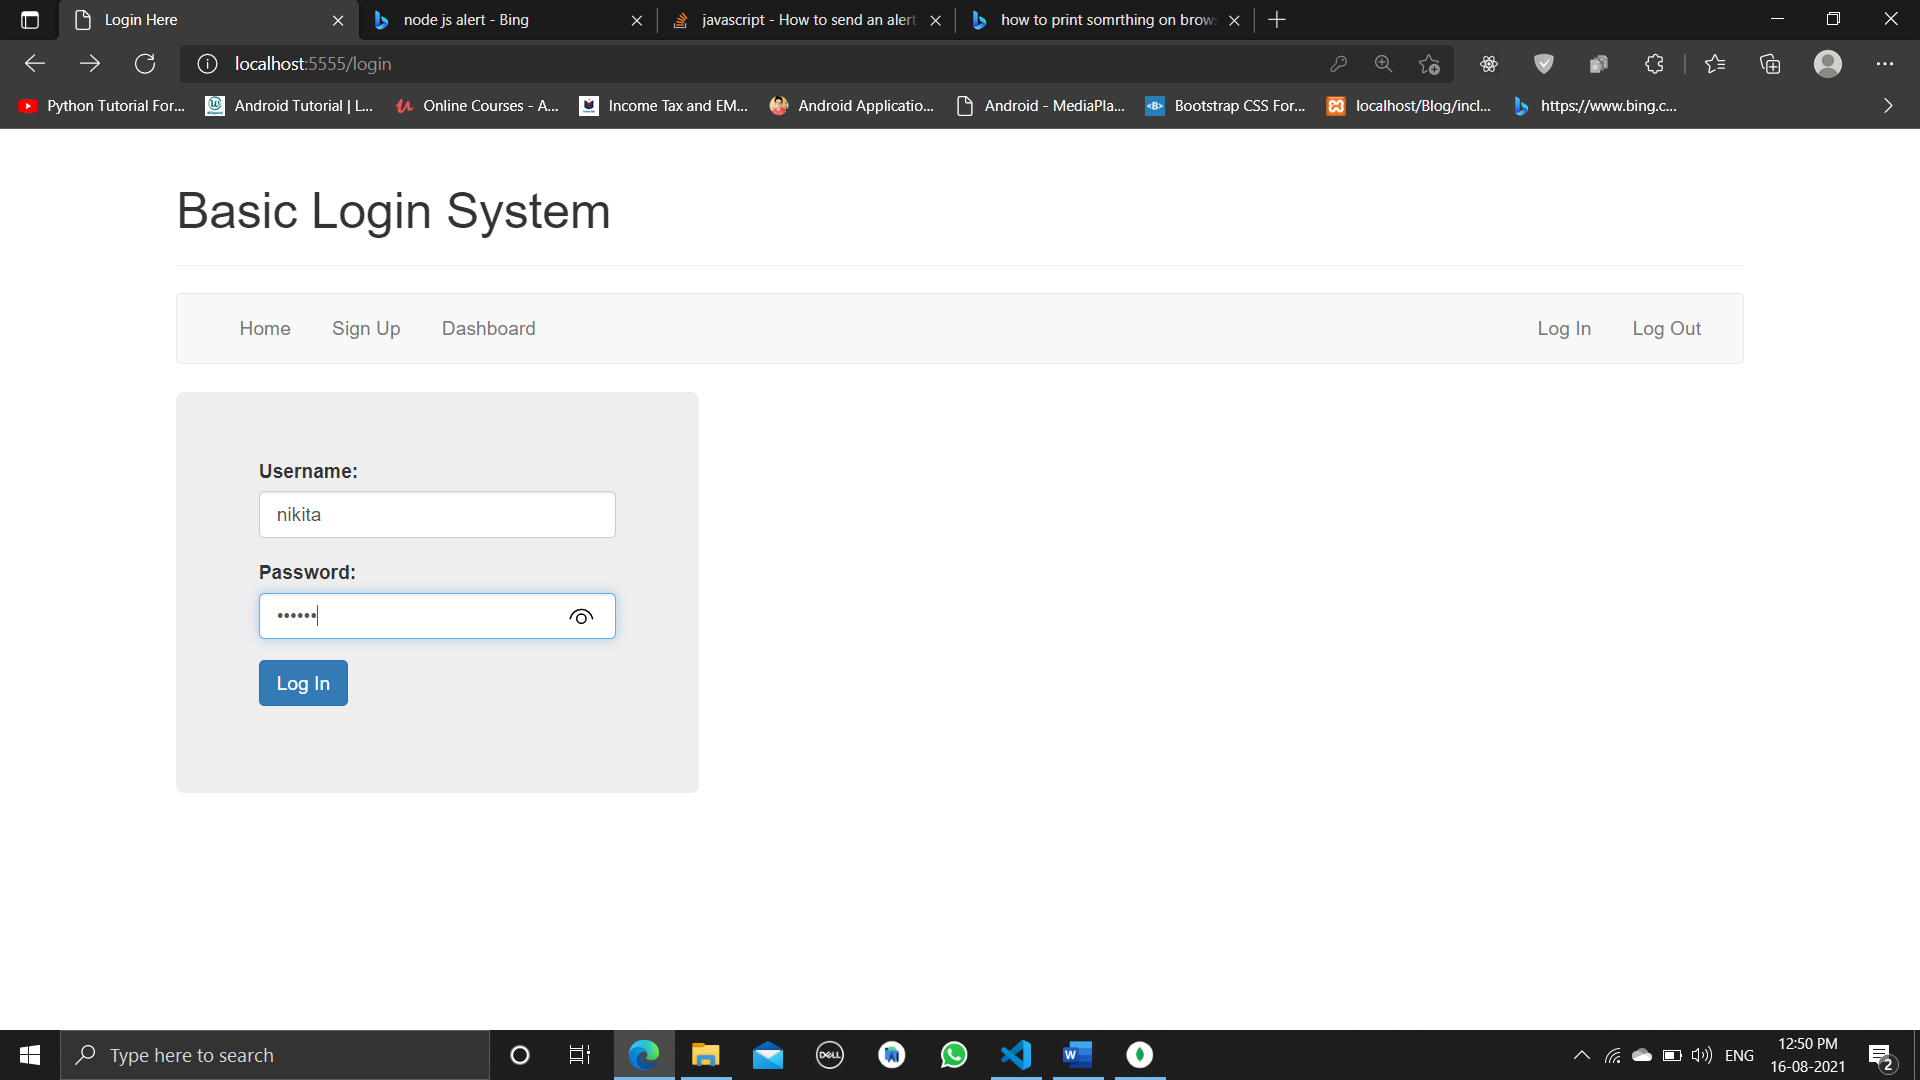 Login Here
node js alert - Bing
javascript - How to send an alert
how to print somrthing on brow
localhost:5555/login
Python Tutorial For...
Android Tutorial | L...
Online Courses - A...
Income Tax and EM...
Android Applicatio...
Android - MediaPla...
Bootstrap CSS For...
localhost/Blog/incl...
https://www.bing.c...
Basic Login System
Home
Sign Up
Dashboard
Log In
Log Out
Username:
nikita
Password:
••••••
Log In
Type here to search
DELL
W
ENG
12:50 PM
16-08-2021
2